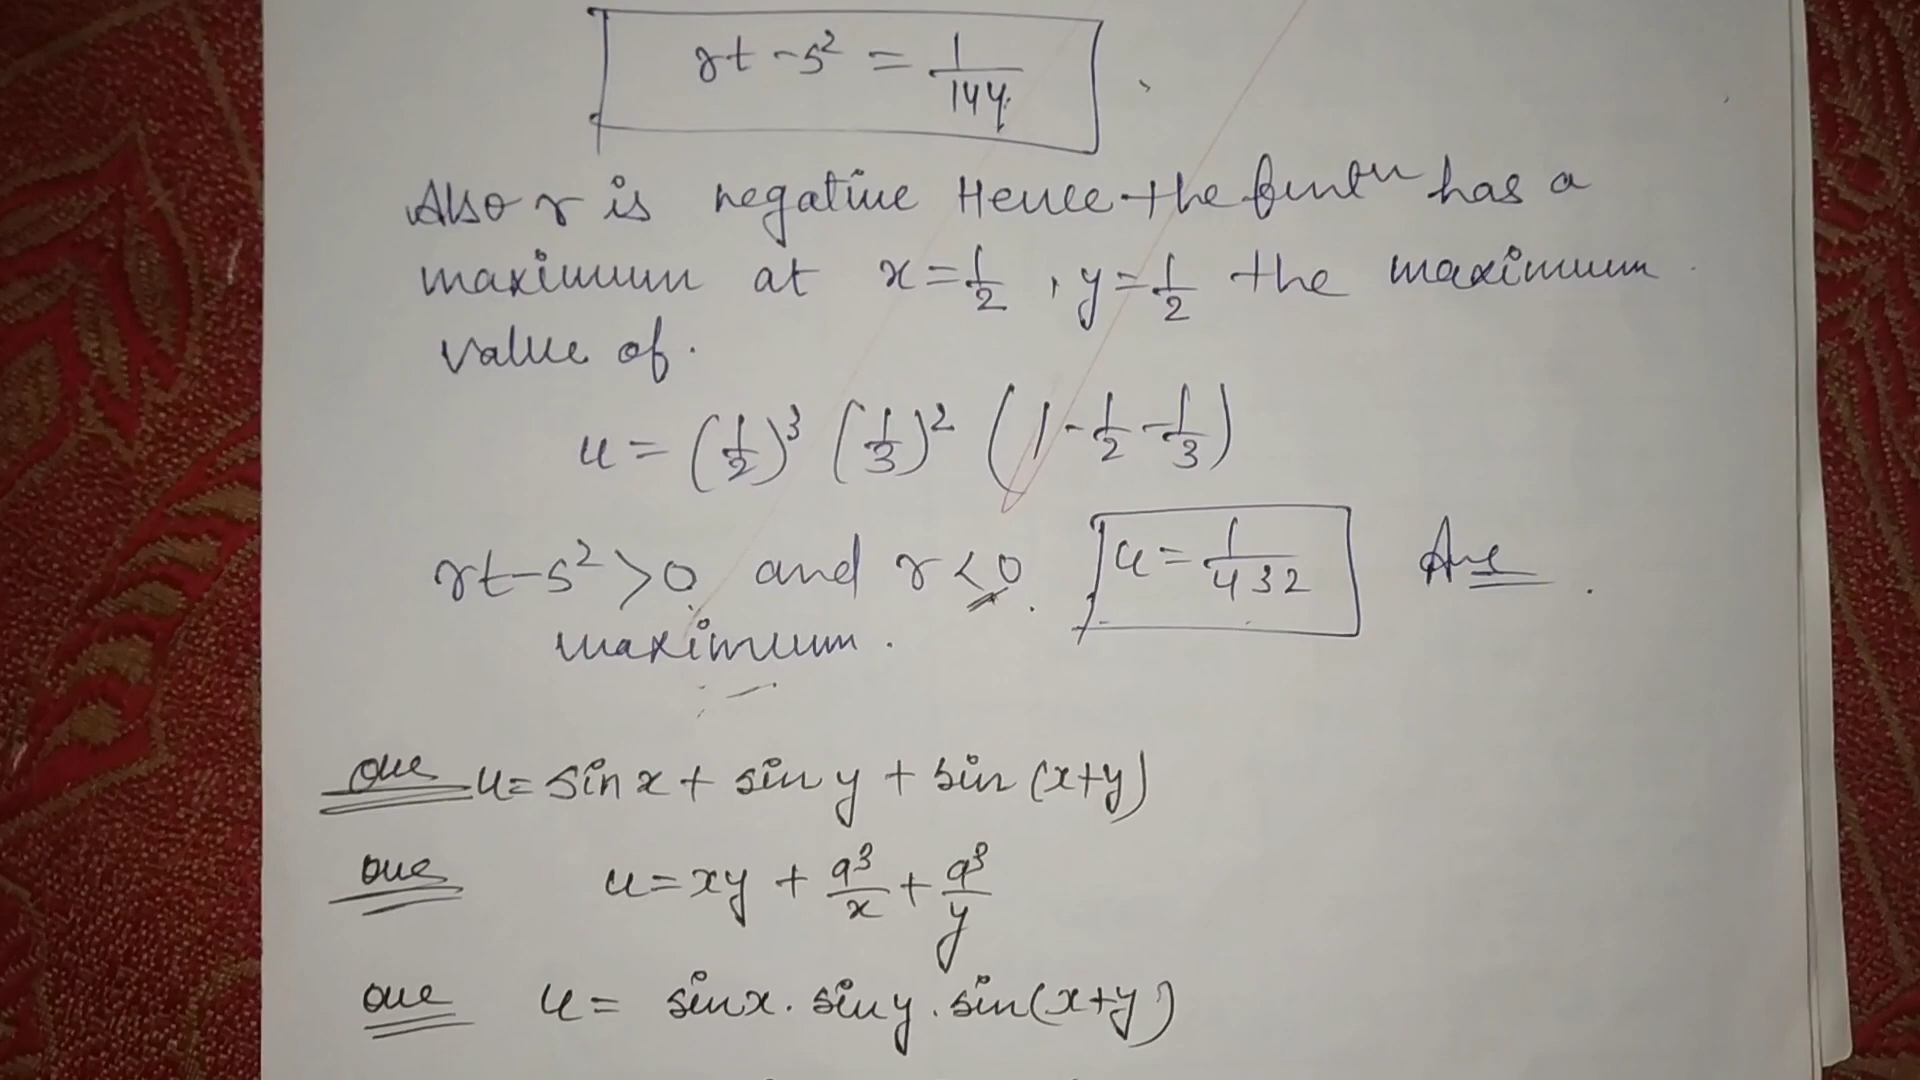 rt - s² = 1/144
Also r is negative Hence the funtn has a
maximum at x = 1/2 , y = 1/2 the maximum
value of.
u = (1/2)³ (1/3)² (1 - 1/2 - 1/3)
rt - s² > 0 and r < 0. u = 1/432 Ans
maximum.
que u = sin x + sin y + sin (x+y)
que u = xy + a³/x + a³/y
que u = sin x . sin y . sin (x+y)